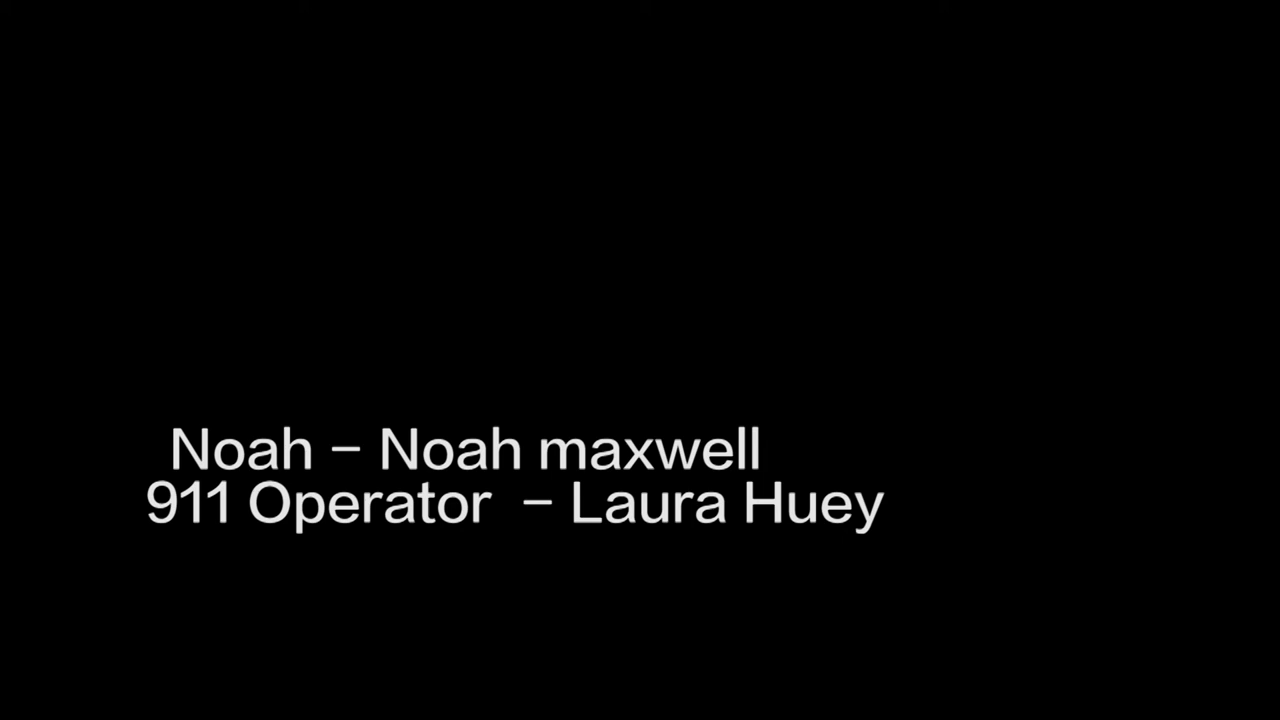 Noah – Noah maxwell
911 Operator – Laura Huey